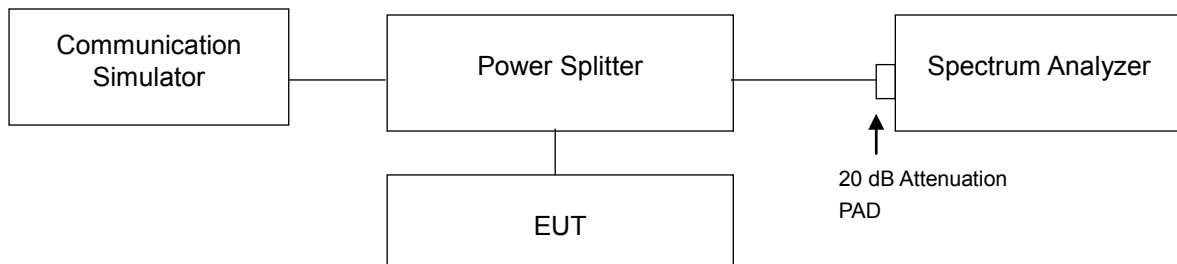 Communication
Simulator
Power Splitter
Spectrum Analyzer
20 dB Attenuation
PAD
EUT